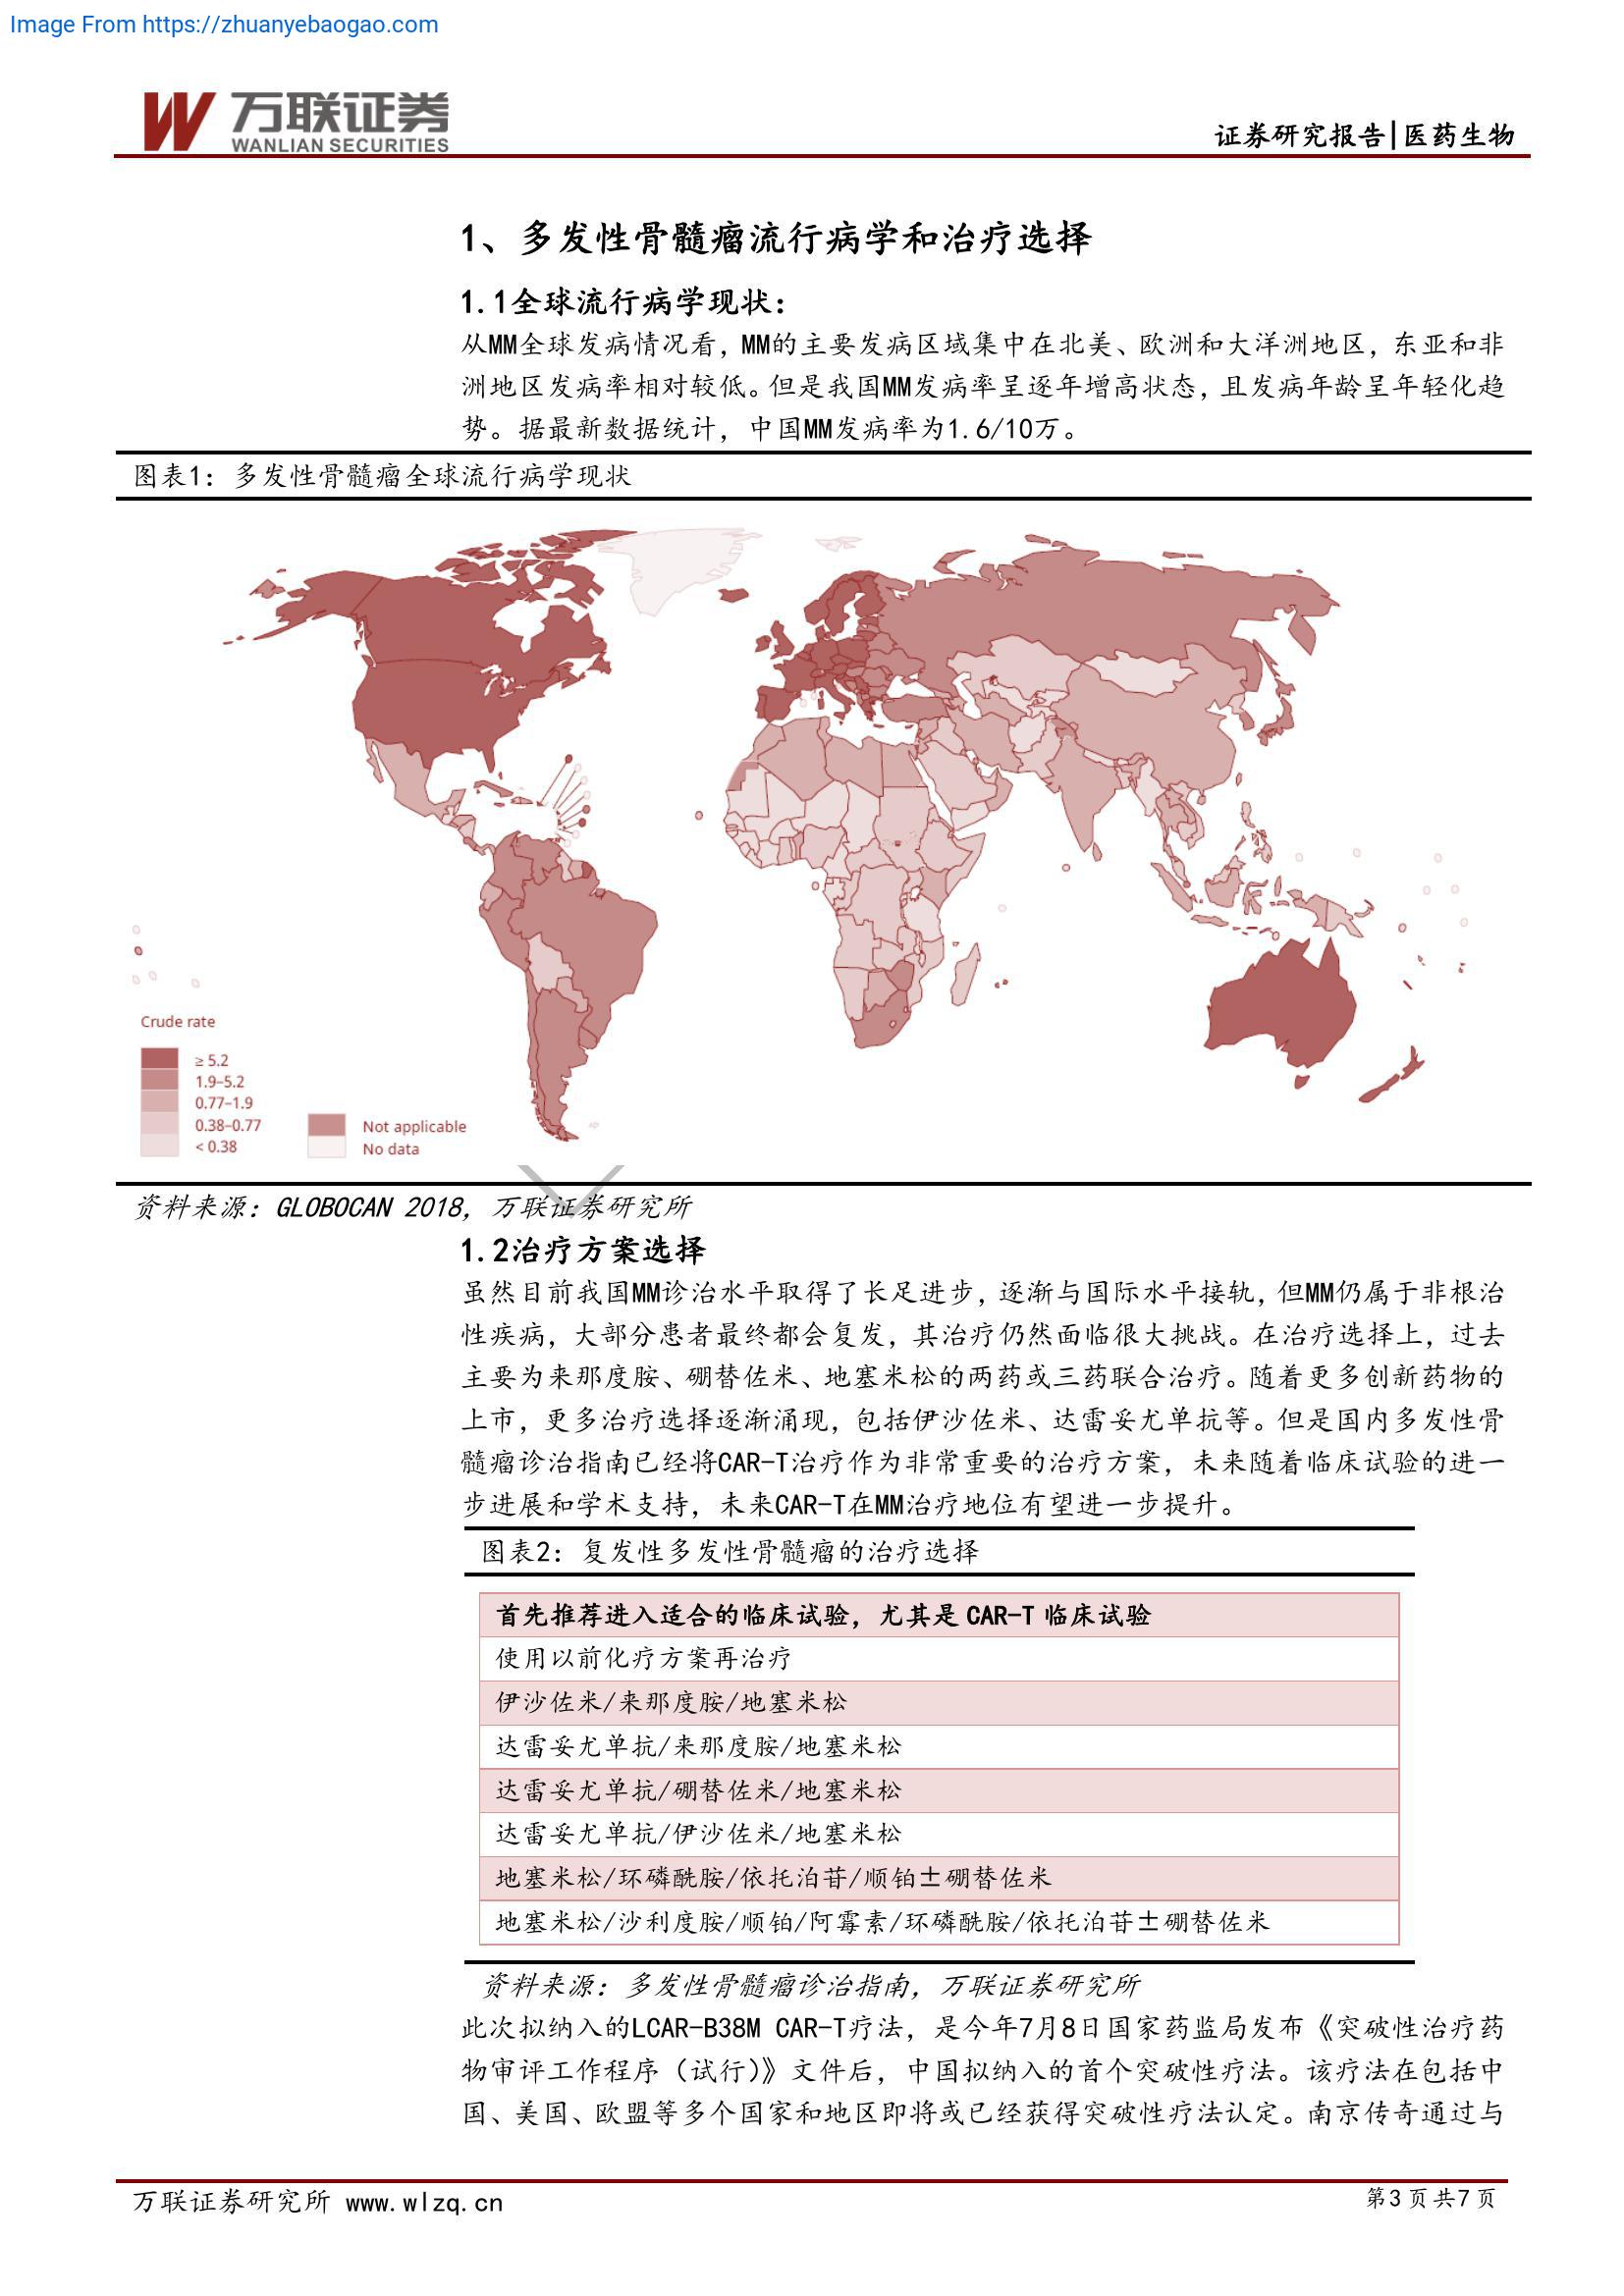 Image From https://zhuanyebaogao.com
万联证券
WANLIAN SECURITIES
证券研究报告|医药生物
1、多发性骨髓瘤流行病学和治疗选择
1.1全球流行病学现状：
从MM全球发病情况看，MM的主要发病区域集中在北美、欧洲和大洋洲地区，东亚和非
洲地区发病率相对较低。但是我国MM发病率呈逐年增高状态，且发病年龄呈年轻化趋
势。据最新数据统计，中国MM发病率为1.6/10万。
图表1：多发性骨髓瘤全球流行病学现状
Crude rate
≥ 5.2
1.9–5.2
0.77–1.9
0.38–0.77
< 0.38
Not applicable
No data
资料来源：GLOBOCAN 2018，万联证券研究所
1.2治疗方案选择
虽然目前我国MM诊治水平取得了长足进步，逐渐与国际水平接轨，但MM仍属于非根治
性疾病，大部分患者最终都会复发，其治疗仍然面临很大挑战。在治疗选择上，过去
主要为来那度胺、硼替佐米、地塞米松的两药或三药联合治疗。随着更多创新药物的
上市，更多治疗选择逐渐涌现，包括伊沙佐米、达雷妥尤单抗等。但是国内多发性骨
髓瘤诊治指南已经将CAR-T治疗作为非常重要的治疗方案，未来随着临床试验的进一
步进展和学术支持，未来CAR-T在MM治疗地位有望进一步提升。
图表2：复发性多发性骨髓瘤的治疗选择
首先推荐进入适合的临床试验，尤其是 CAR-T 临床试验
使用以前化疗方案再治疗
伊沙佐米/来那度胺/地塞米松
达雷妥尤单抗/来那度胺/地塞米松
达雷妥尤单抗/硼替佐米/地塞米松
达雷妥尤单抗/伊沙佐米/地塞米松
地塞米松/环磷酰胺/依托泊苷/顺铂±硼替佐米
地塞米松/沙利度胺/顺铂/阿霉素/环磷酰胺/依托泊苷±硼替佐米
资料来源：多发性骨髓瘤诊治指南，万联证券研究所
此次拟纳入的LCAR-B38M CAR-T疗法，是今年7月8日国家药监局发布《突破性治疗药
物审评工作程序（试行）》文件后，中国拟纳入的首个突破性疗法。该疗法在包括中
国、美国、欧盟等多个国家和地区即将或已经获得突破性疗法认定。南京传奇通过与
万联证券研究所 www.wlzq.cn
第3页共7页